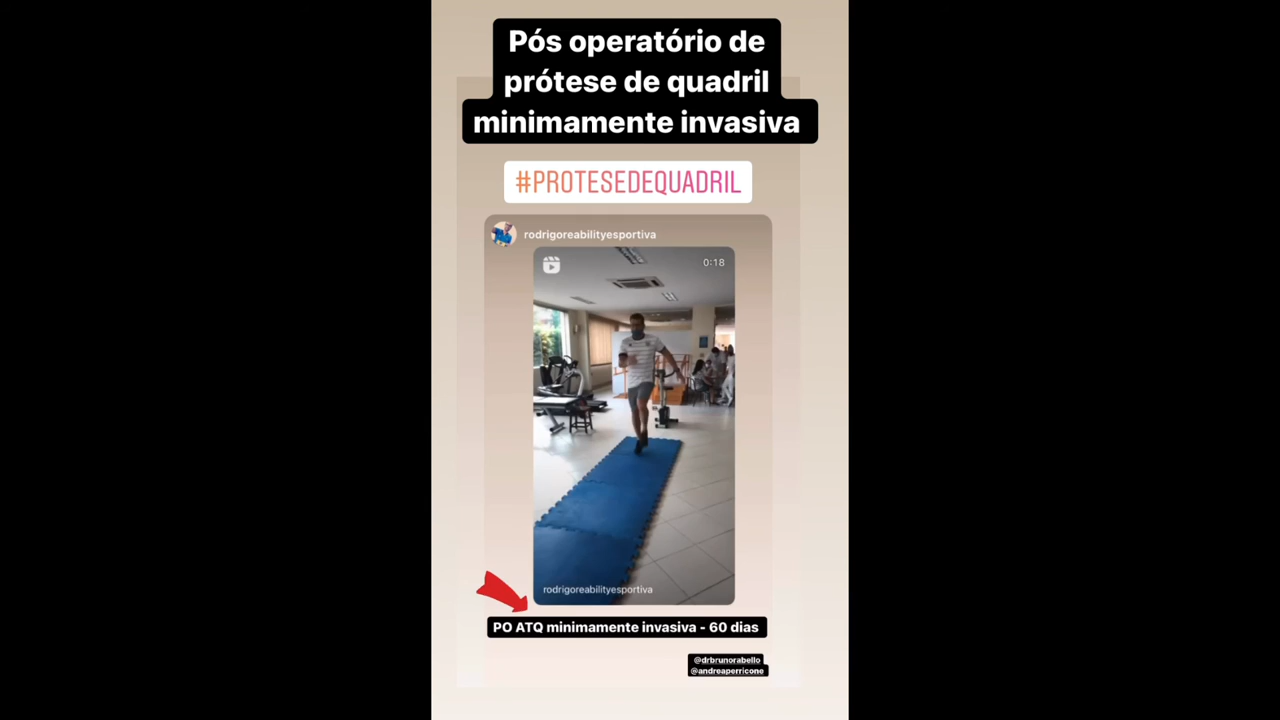 Pós operatório de
prótese de quadril
minimamente invasiva
#PROTESEDEQUADRIL
rodrigoreabilityesportiva
0:18
rodrigoreabilityesportiva
PO ATQ minimamente invasiva - 60 dias
@drbrunorabello
@andreaperricone